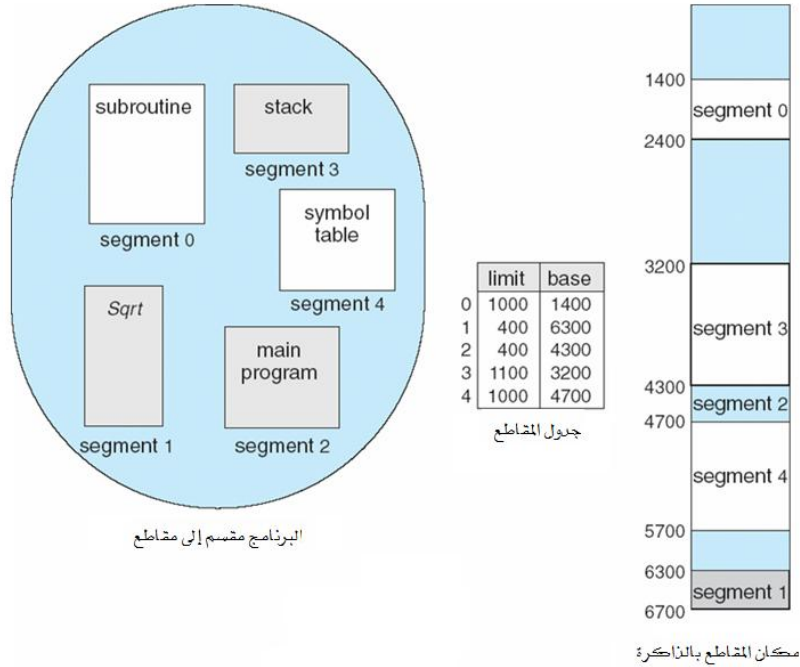 subroutine
segment 0
stack
segment 3
symbol
table
segment 4
Sqrt
segment 1
main
program
segment 2
البرنامج مقسم إلى مقاطع
limit base
0 1000 1400
1 400 6300
2 400 4300
3 1100 3200
4 1000 4700
جدول المقاطع
1400
segment 0
2400
3200
segment 3
4300
segment 2
4700
segment 4
5700
6300
segment 1
6700
مكان المقاطع بالذاكرة